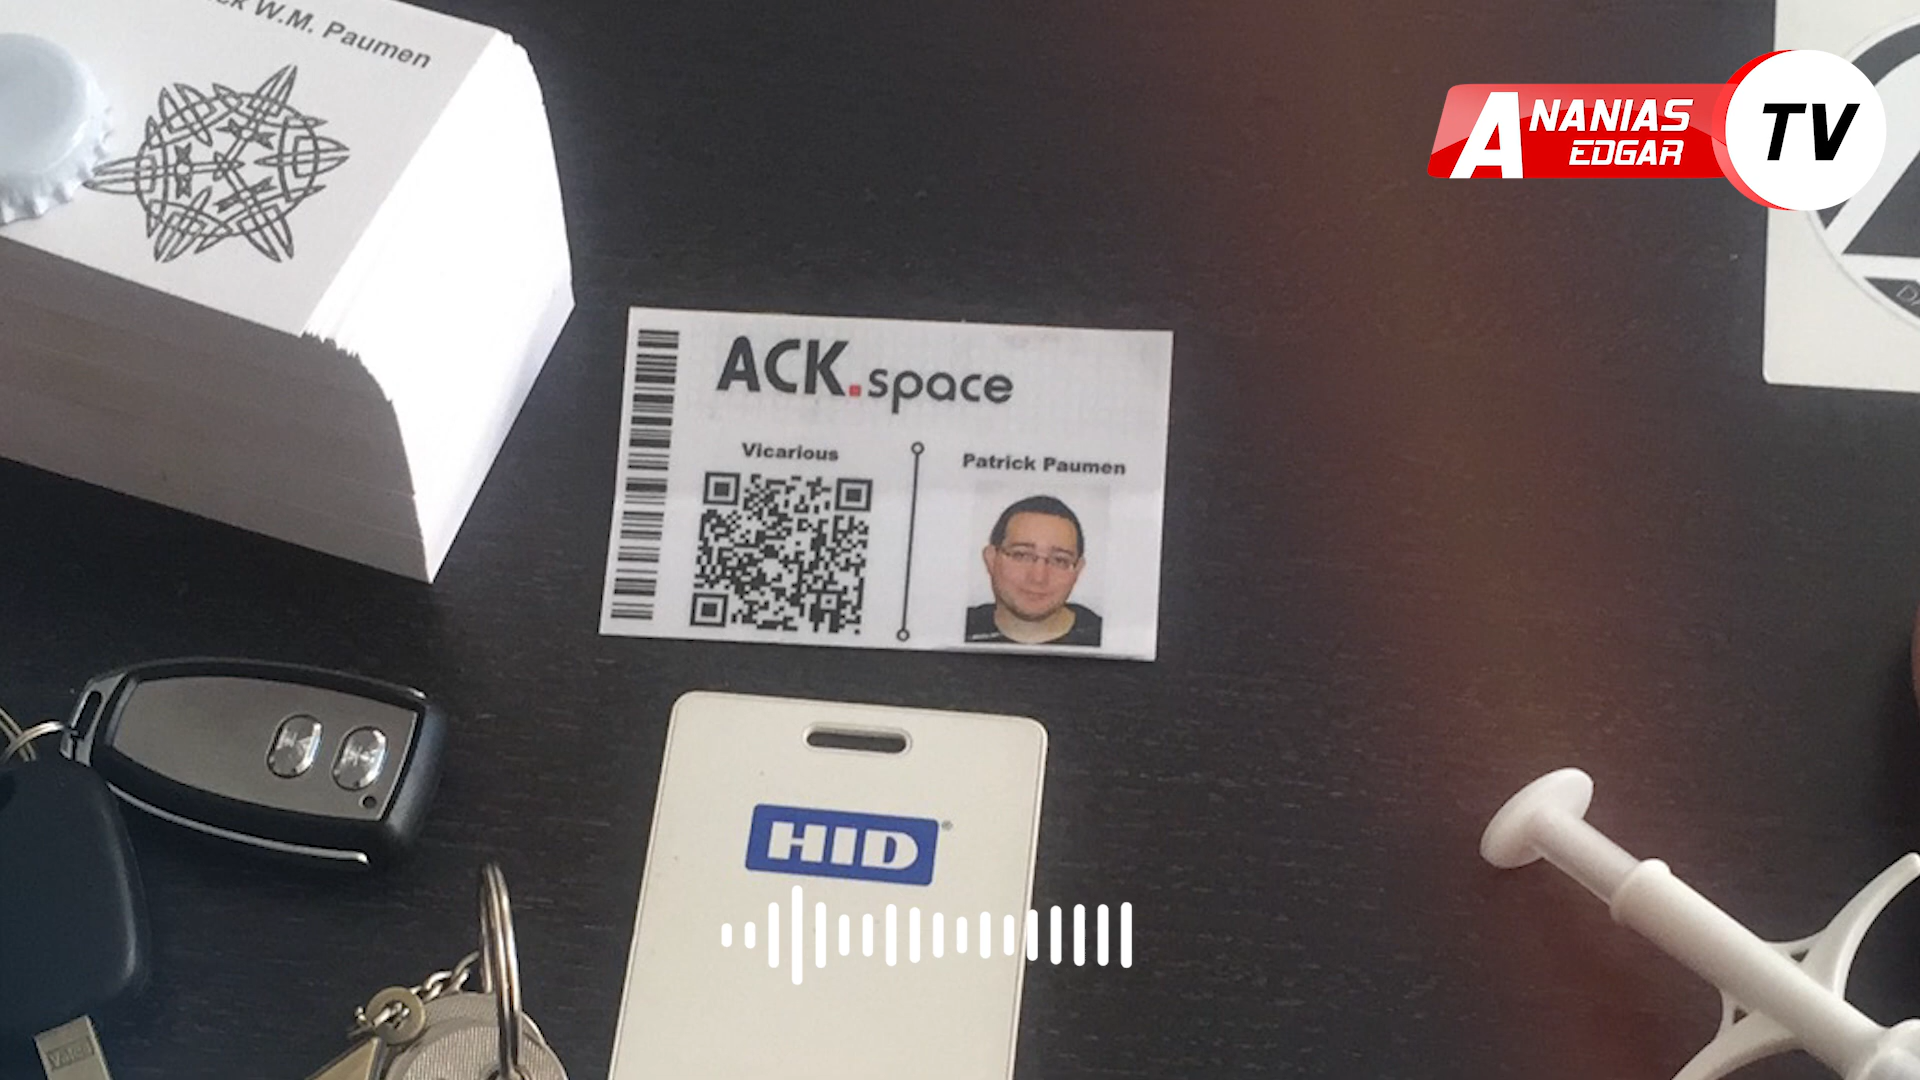 W.M. Paumen
ANANIAS
EDGAR
TV
ACK.space
Vicarious
Patrick Paumen
HID®